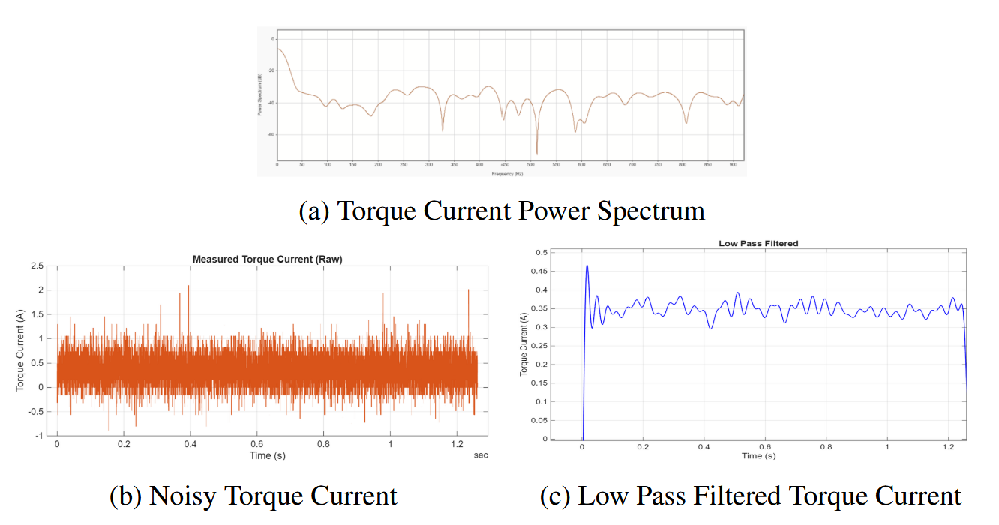 0
-20
-40
-60
Power Spectrum (dB)
0 50 100 150 200 250 300 350 400 450 500 550 600 650 700 750 800 850 900
Frequency (Hz)
(a) Torque Current Power Spectrum
Measured Torque Current (Raw)
2.5
2
1.5
1
0.5
0
-0.5
-1
Torque Current (A)
0 0.2 0.4 0.6 0.8 1 1.2
sec
Time (s)
(b) Noisy Torque Current
Low Pass Filtered
0.5
0.45
0.4
0.35
0.3
0.25
0.2
0.15
0.1
0.05
0
Torque Current (A)
0 0.2 0.4 0.6 0.8 1 1.2
Time (s)
(c) Low Pass Filtered Torque Current